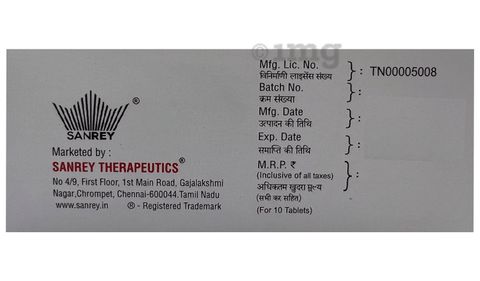 1mg
SANREY ®
Marketed by :
SANREY THERAPEUTICS®
No 4/9, First Floor, 1st Main Road, Gajalakshmi
Nagar,Chrompet, Chennai-600044.Tamil Nadu
www.sanrey.in ® - Registered Trademark
Mfg. Lic. No. } : TN00005008
विनिर्माणी लाइसेंस संख्य
Batch No. } :
क्रम संख्या
Mfg. Date } :
उत्पादन की तिथि
Exp. Date } :
समाप्ति की तिथि
M.R.P. ₹ } :
(Inclusive of all taxes)
अधिकतम खुदरा मूल्य
(सभी कर सहित)
(For 10 Tablets)